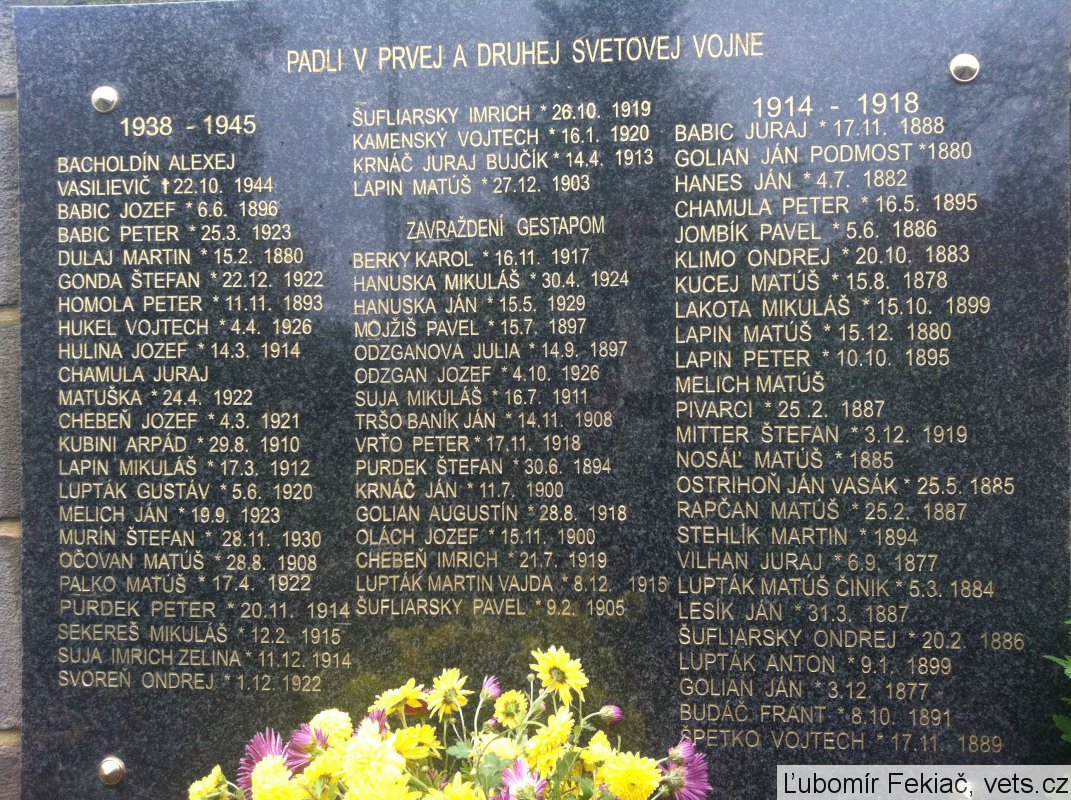 PADLI V PRVEJ A DRUHEJ SVETOVEJ VOJNE
1938 - 1945
BACHOLDÍN ALEXEJ
VASILIEVIČ † 22.10. 1944
BABIC JOZEF * 6.6. 1896
BABIC PETER * 25.3. 1923
DULAJ MARTIN * 15.2. 1880
GONDA ŠTEFAN * 22.12. 1922
HOMOLA PETER * 11.11. 1893
HUKEL VOJTECH * 4.4. 1926
HULINA JOZEF * 14.3. 1914
CHAMULA JURAJ
MATUŠKA * 24.4. 1922
CHEBEŇ JOZEF * 4.3. 1921
KUBINI ARPÁD * 29.8. 1910
LAPIN MIKULÁŠ * 17.3. 1912
LUPTÁK GUSTÁV * 5.6. 1920
MELICH JÁN * 19.9. 1923
MURÍN ŠTEFAN * 28.11. 1930
OČOVAN MATÚŠ * 28.8. 1908
PALKO MATÚŠ * 17.4. 1922
PURDEK PETER * 20.11. 1914
SEKEREŠ MIKULÁŠ * 12.2. 1915
SUJA IMRICH ZELINA * 11.12. 1914
SVOREŇ ONDREJ * 1.12. 1922
ŠUFLIARSKY IMRICH * 26.10. 1919
KAMENSKÝ VOJTECH * 16.1. 1920
KRNÁČ JURAJ BUJČÍK * 14.4. 1913
LAPIN MATÚŠ * 27.12. 1903
ZAVRAŽDENÍ GESTAPOM
BERKY KAROL * 16.11. 1917
HANUSKA MIKULÁŠ * 30.4. 1924
HANUSKA JÁN * 15.5. 1929
MOJŽIŠ PAVEL * 15.7. 1897
ODZGANOVÁ JULIA * 14.9. 1897
ODZGAN JOZEF * 4.10. 1926
SUJA MIKULÁŠ * 16.7. 1911
TRŠO BANÍK JÁN * 14.11. 1908
VRŤO PETER * 17.11. 1918
PURDEK ŠTEFAN * 30.6. 1894
KRNÁČ JÁN * 11.7. 1900
GOLIAN AUGUSTÍN * 28.8. 1918
OLÁCH JOZEF * 15.11. 1900
CHEBEŇ IMRICH * 21.7. 1919
LUPTÁK MARTIN VAJDA * 8.12. 1915
ŠUFLIARSKY PAVEL * 9.2. 1905
1914 - 1918
BABIC JURAJ * 17.11. 1888
GOLIAN JÁN PODMOST *1880
HANES JÁN * 4.7. 1882
CHAMULA PETER * 16.5. 1895
JOMBÍK PAVEL * 5.6. 1886
KLIMO ONDREJ * 20.10. 1883
KUCEJ MATÚŠ * 15.8. 1878
LAKOTA MIKULÁŠ * 15.10. 1899
LAPIN MATÚŠ * 15.12. 1880
LAPIN PETER * 10.10. 1895
MELICH MATÚŠ
PIVARCI * 25.2. 1887
MITTER ŠTEFAN * 3.12. 1919
NOSÁĽ MATÚŠ * 1885
OSTRIHOŇ JÁN VASÁK * 25.5. 1885
RAPČAN MATÚŠ * 25.2. 1887
STEHLÍK MARTIN * 1894
VILHAN JURAJ * 6.9. 1877
LUPTÁK MATÚŠ ČINIK * 5.3. 1884
LESÍK JÁN * 31.3. 1887
ŠUFLIARSKY ONDREJ * 20.2. 1886
LUPTÁK ANTON * 9.1. 1899
GOLIAN JÁN * 3.12. 1877
BUDÁČ FRANT * 8.10. 1891
ŠPETKO VOJTECH * 17.11. 1889
Ľubomír Fekiač, vets.cz